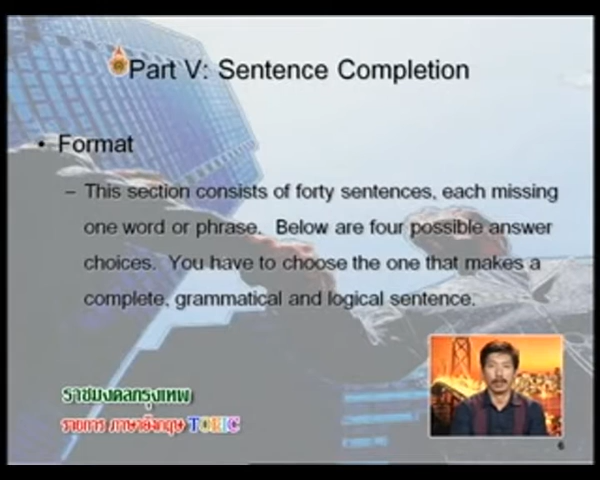 Part V: Sentence Completion
• Format
– This section consists of forty sentences, each missing
one word or phrase. Below are four possible answer
choices. You have to choose the one that makes a
complete, grammatical and logical sentence.
ราชมงคลกรุงเทพ
รายการ ภาษาอังกฤษ TOEIC
6